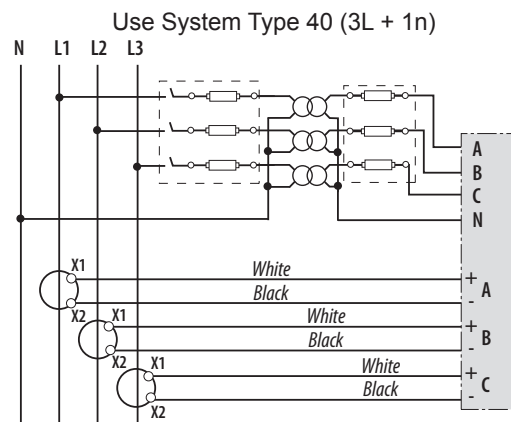 Use System Type 40 (3L + 1n)
N L1 L2 L3
A
B
C
N
X1 White + A
X2 Black -
X1 White + B
X2 Black -
X1 White + C
X2 Black -